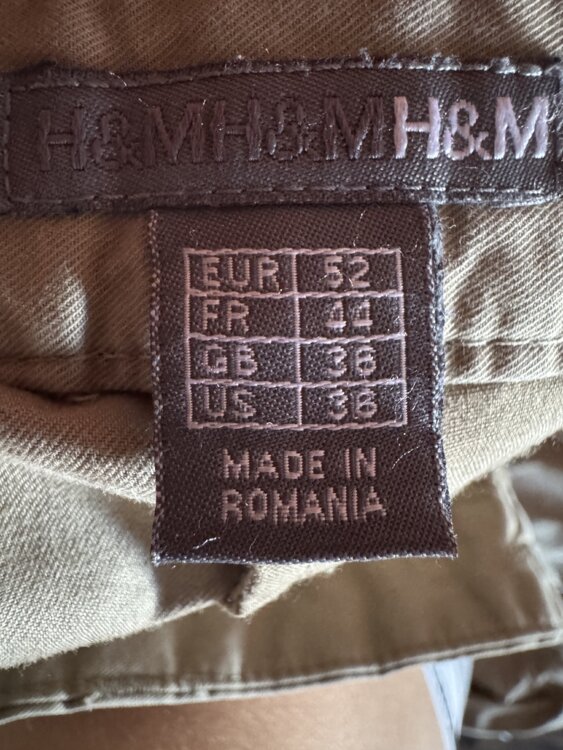 H&MH&MH&M
EUR 52
FR 44
GB 36
US 36
MADE IN
ROMANIA